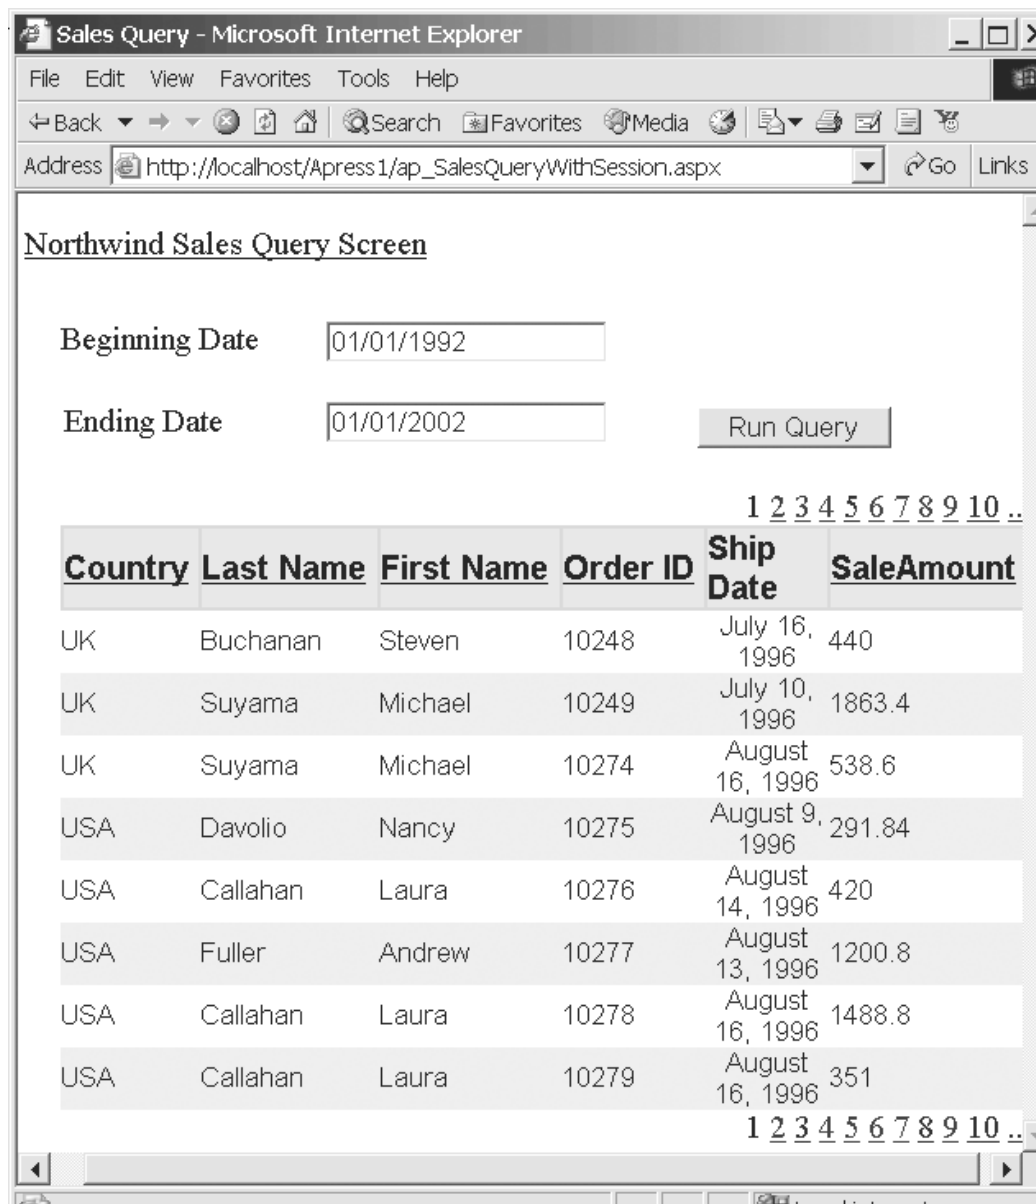 Sales Query - Microsoft Internet Explorer
File Edit View Favorites Tools Help
Back Search Favorites Media
Address http://localhost/Apress1/ap_SalesQueryWithSession.aspx Go Links
Northwind Sales Query Screen
Beginning Date 01/01/1992
Ending Date 01/01/2002 Run Query
1 2 3 4 5 6 7 8 9 10 ..
Country Last Name First Name Order ID Ship Date SaleAmount
UK Buchanan Steven 10248 July 16, 1996 440
UK Suyama Michael 10249 July 10, 1996 1863.4
UK Suyama Michael 10274 August 16, 1996 538.6
USA Davolio Nancy 10275 August 9, 1996 291.84
USA Callahan Laura 10276 August 14, 1996 420
USA Fuller Andrew 10277 August 13, 1996 1200.8
USA Callahan Laura 10278 August 16, 1996 1488.8
USA Callahan Laura 10279 August 16, 1996 351
1 2 3 4 5 6 7 8 9 10 ..